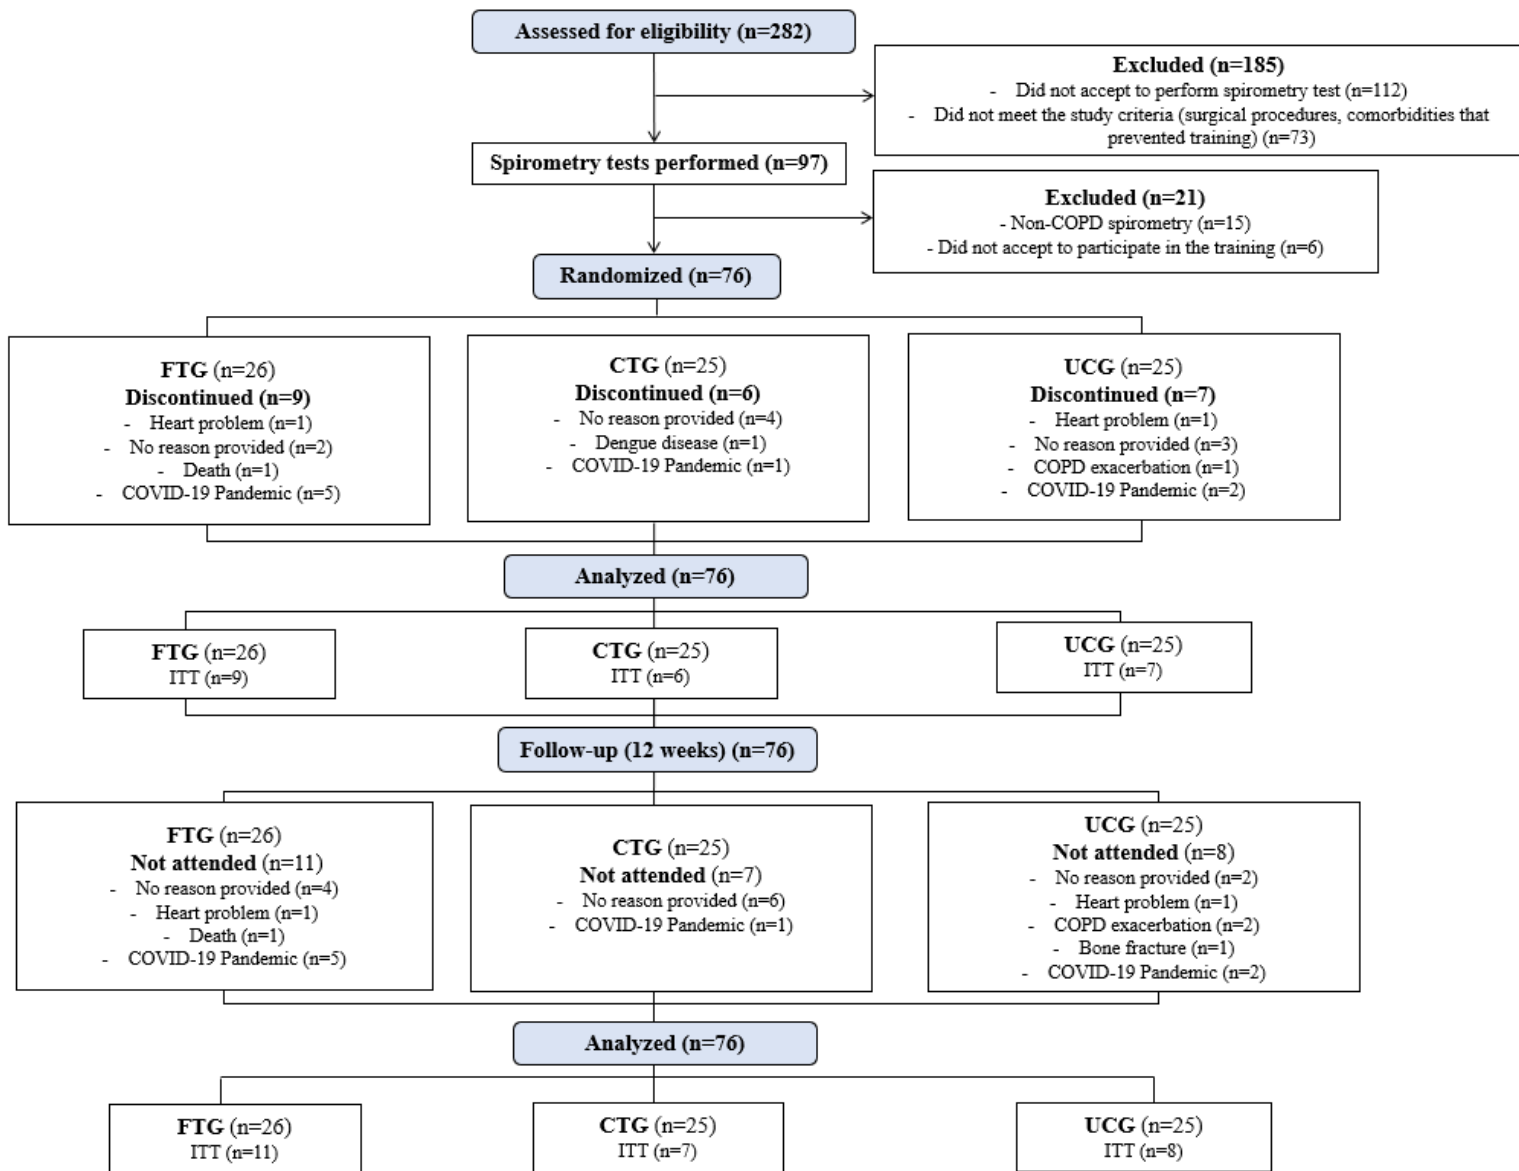 Assessed for eligibility (n=282)
Excluded (n=185)
- Did not accept to perform spirometry test (n=112)
- Did not meet the study criteria (surgical procedures, comorbidities that
prevented training) (n=73)
Spirometry tests performed (n=97)
Excluded (n=21)
- Non-COPD spirometry (n=15)
- Did not accept to participate in the training (n=6)
Randomized (n=76)
FTG (n=26)
Discontinued (n=9)
- Heart problem (n=1)
- No reason provided (n=2)
- Death (n=1)
- COVID-19 Pandemic (n=5)
CTG (n=25)
Discontinued (n=6)
- No reason provided (n=4)
- Dengue disease (n=1)
- COVID-19 Pandemic (n=1)
UCG (n=25)
Discontinued (n=7)
- Heart problem (n=1)
- No reason provided (n=3)
- COPD exacerbation (n=1)
- COVID-19 Pandemic (n=2)
Analyzed (n=76)
FTG (n=26)
ITT (n=9)
CTG (n=25)
ITT (n=6)
UCG (n=25)
ITT (n=7)
Follow-up (12 weeks) (n=76)
FTG (n=26)
Not attended (n=11)
- No reason provided (n=4)
- Heart problem (n=1)
- Death (n=1)
- COVID-19 Pandemic (n=5)
CTG (n=25)
Not attended (n=7)
- No reason provided (n=6)
- COVID-19 Pandemic (n=1)
UCG (n=25)
Not attended (n=8)
- No reason provided (n=2)
- Heart problem (n=1)
- COPD exacerbation (n=2)
- Bone fracture (n=1)
- COVID-19 Pandemic (n=2)
Analyzed (n=76)
FTG (n=26)
ITT (n=11)
CTG (n=25)
ITT (n=7)
UCG (n=25)
ITT (n=8)